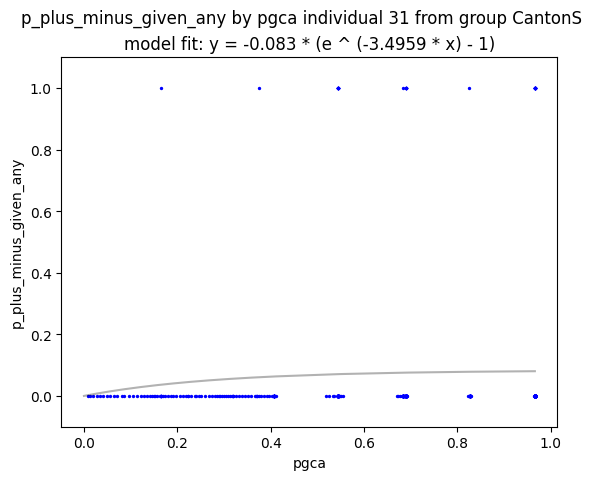 p_plus_minus_given_any by pgca individual 31 from group CantonS
model fit: y = -0.083 * (e ^ (-3.4959 * x) - 1)
1.0
0.8
0.6
0.4
0.2
0.0
p_plus_minus_given_any
0.0 0.2 0.4 0.6 0.8 1.0
pgca